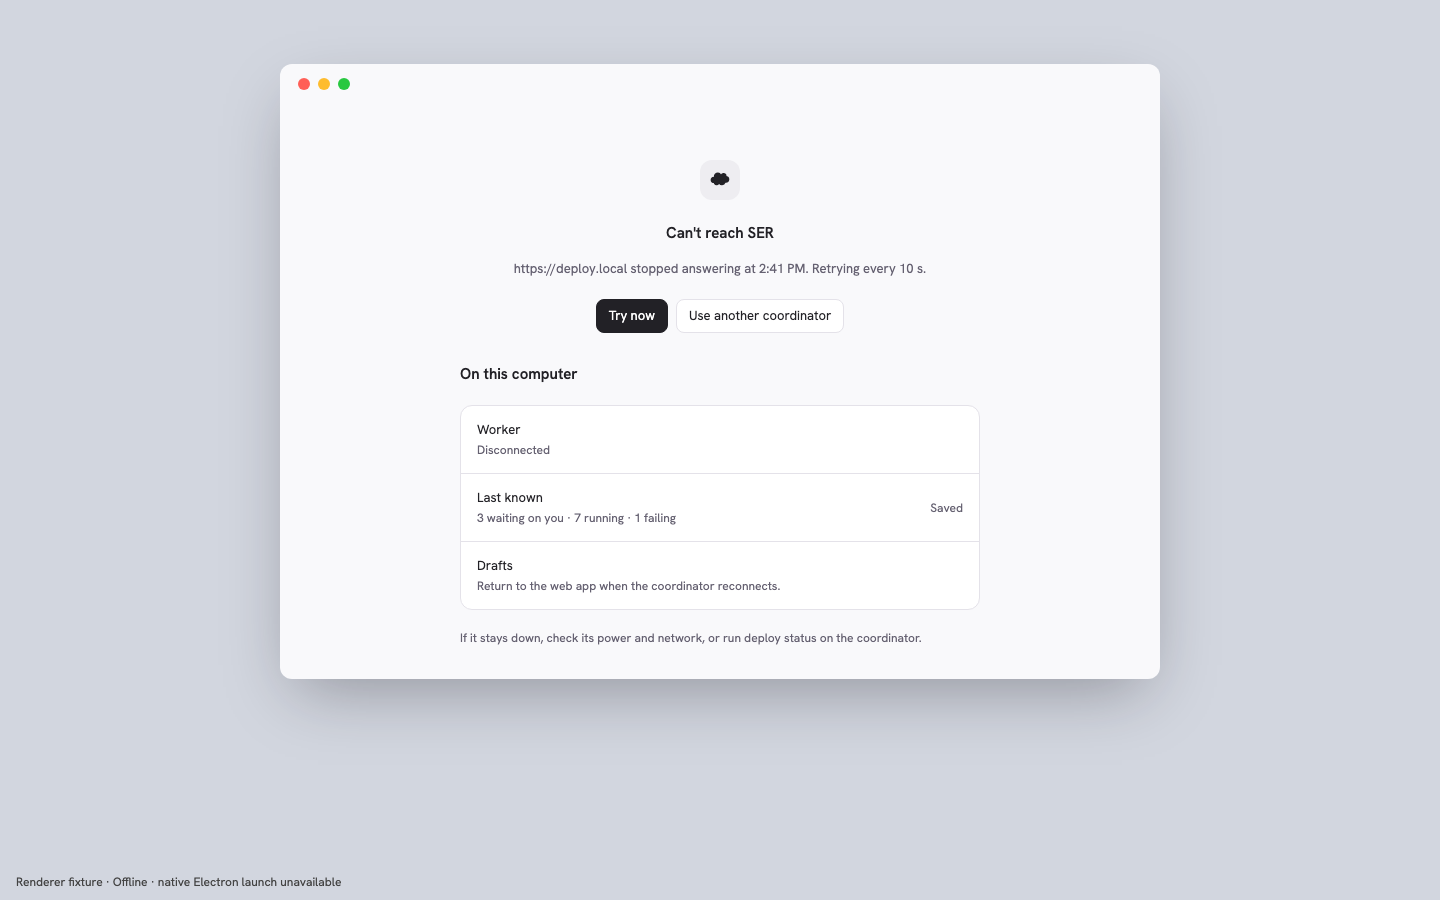 Can't reach SER
https://deploy.local stopped answering at 2:41 PM. Retrying every 10 s.
Try now
Use another coordinator
On this computer
Worker
Disconnected
Last known
3 waiting on you · 7 running · 1 failing
Saved
Drafts
Return to the web app when the coordinator reconnects.
If it stays down, check its power and network, or run deploy status on the coordinator.
Renderer fixture · Offline · native Electron launch unavailable